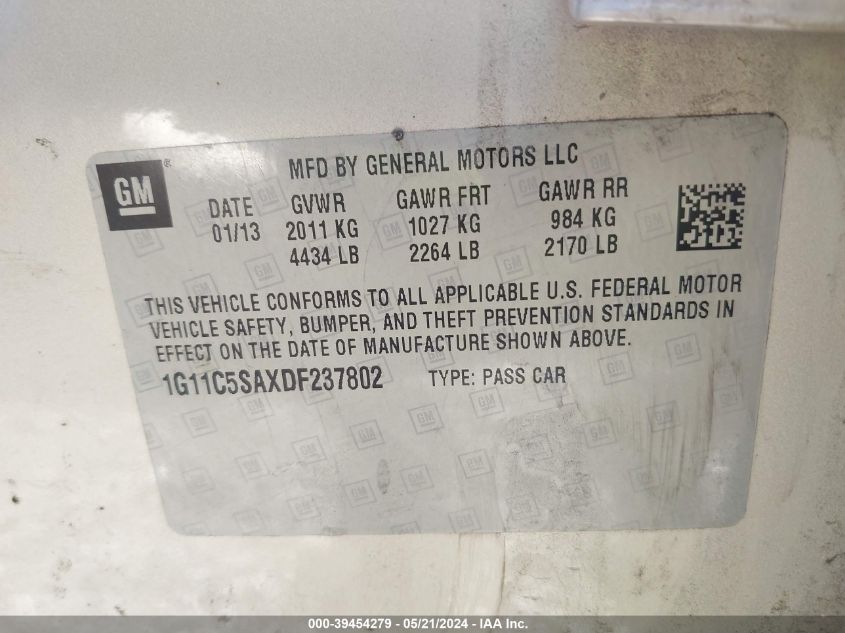 GM
MFD BY GENERAL MOTORS LLC
DATE GVWR GAWR FRT GAWR RR
01/13 2011 KG 1027 KG 984 KG
4434 LB 2264 LB 2170 LB
THIS VEHICLE CONFORMS TO ALL APPLICABLE U.S. FEDERAL MOTOR
VEHICLE SAFETY, BUMPER, AND THEFT PREVENTION STANDARDS IN
EFFECT ON THE DATE OF MANUFACTURE SHOWN ABOVE.
1G11C5SAXDF237802 TYPE: PASS CAR
000-39454279 - 05/21/2024 - IAA Inc.